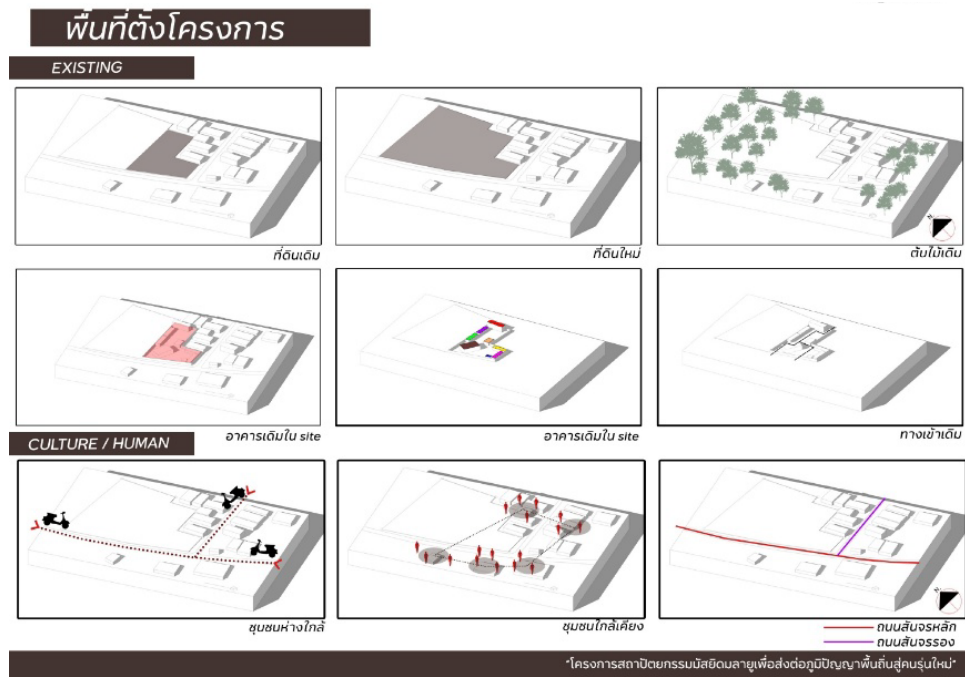 พื้นที่ตั้งโครงการ
EXISTING
ที่ดินเดิม
ที่ดินใหม่
ต้นไม้เดิม
อาคารเดิมใน site
อาคารเดิมใน site
ทางเข้าเดิม
CULTURE / HUMAN
ชุมชนห่างใกล้
ชุมชนใกล้เคียง
ถนนสันจรหลัก
ถนนสันจรรอง
"โครงการสถาปัตยกรรมมัสยิดมลายูเพื่อส่งต่อภูมิปัญญาพื้นถิ่นสู่คนรุ่นใหม่"